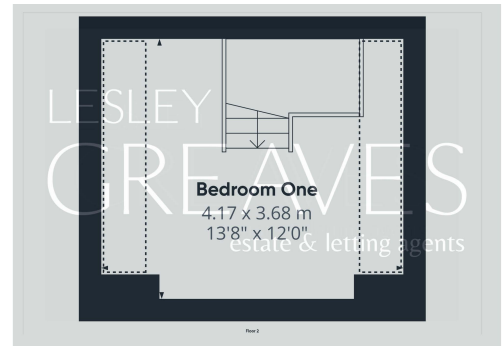 LESLEY
GREAVES
Bedroom One
4.17 x 3.68 m
13'8" x 12'0"
estate & letting agents
Floor 2